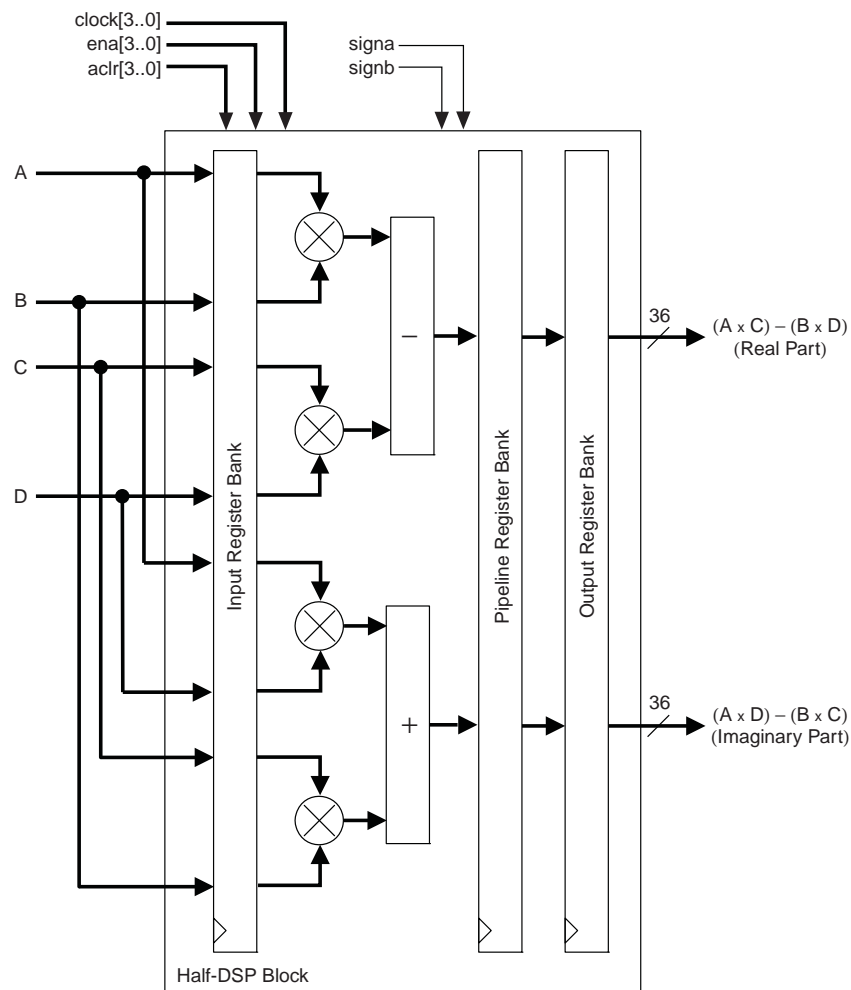 clock[3..0]
ena[3..0]
aclr[3..0]
signa
signb
A
B
C
D
Input Register Bank
−
+
Pipeline Register Bank
Output Register Bank
36
(A x C) − (B x D)
(Real Part)
36
(A x D) − (B x C)
(Imaginary Part)
Half-DSP Block